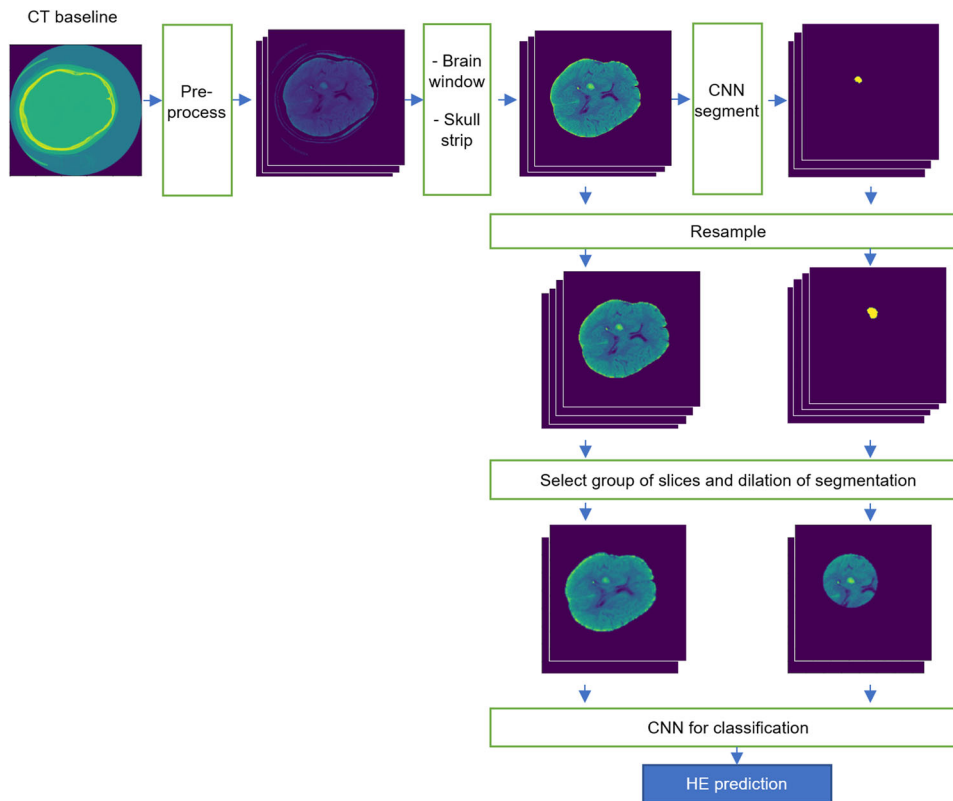 CT baseline
Pre-
process
- Brain
window
- Skull
strip
CNN
segment
Resample
Select group of slices and dilation of segmentation
CNN for classification
HE prediction